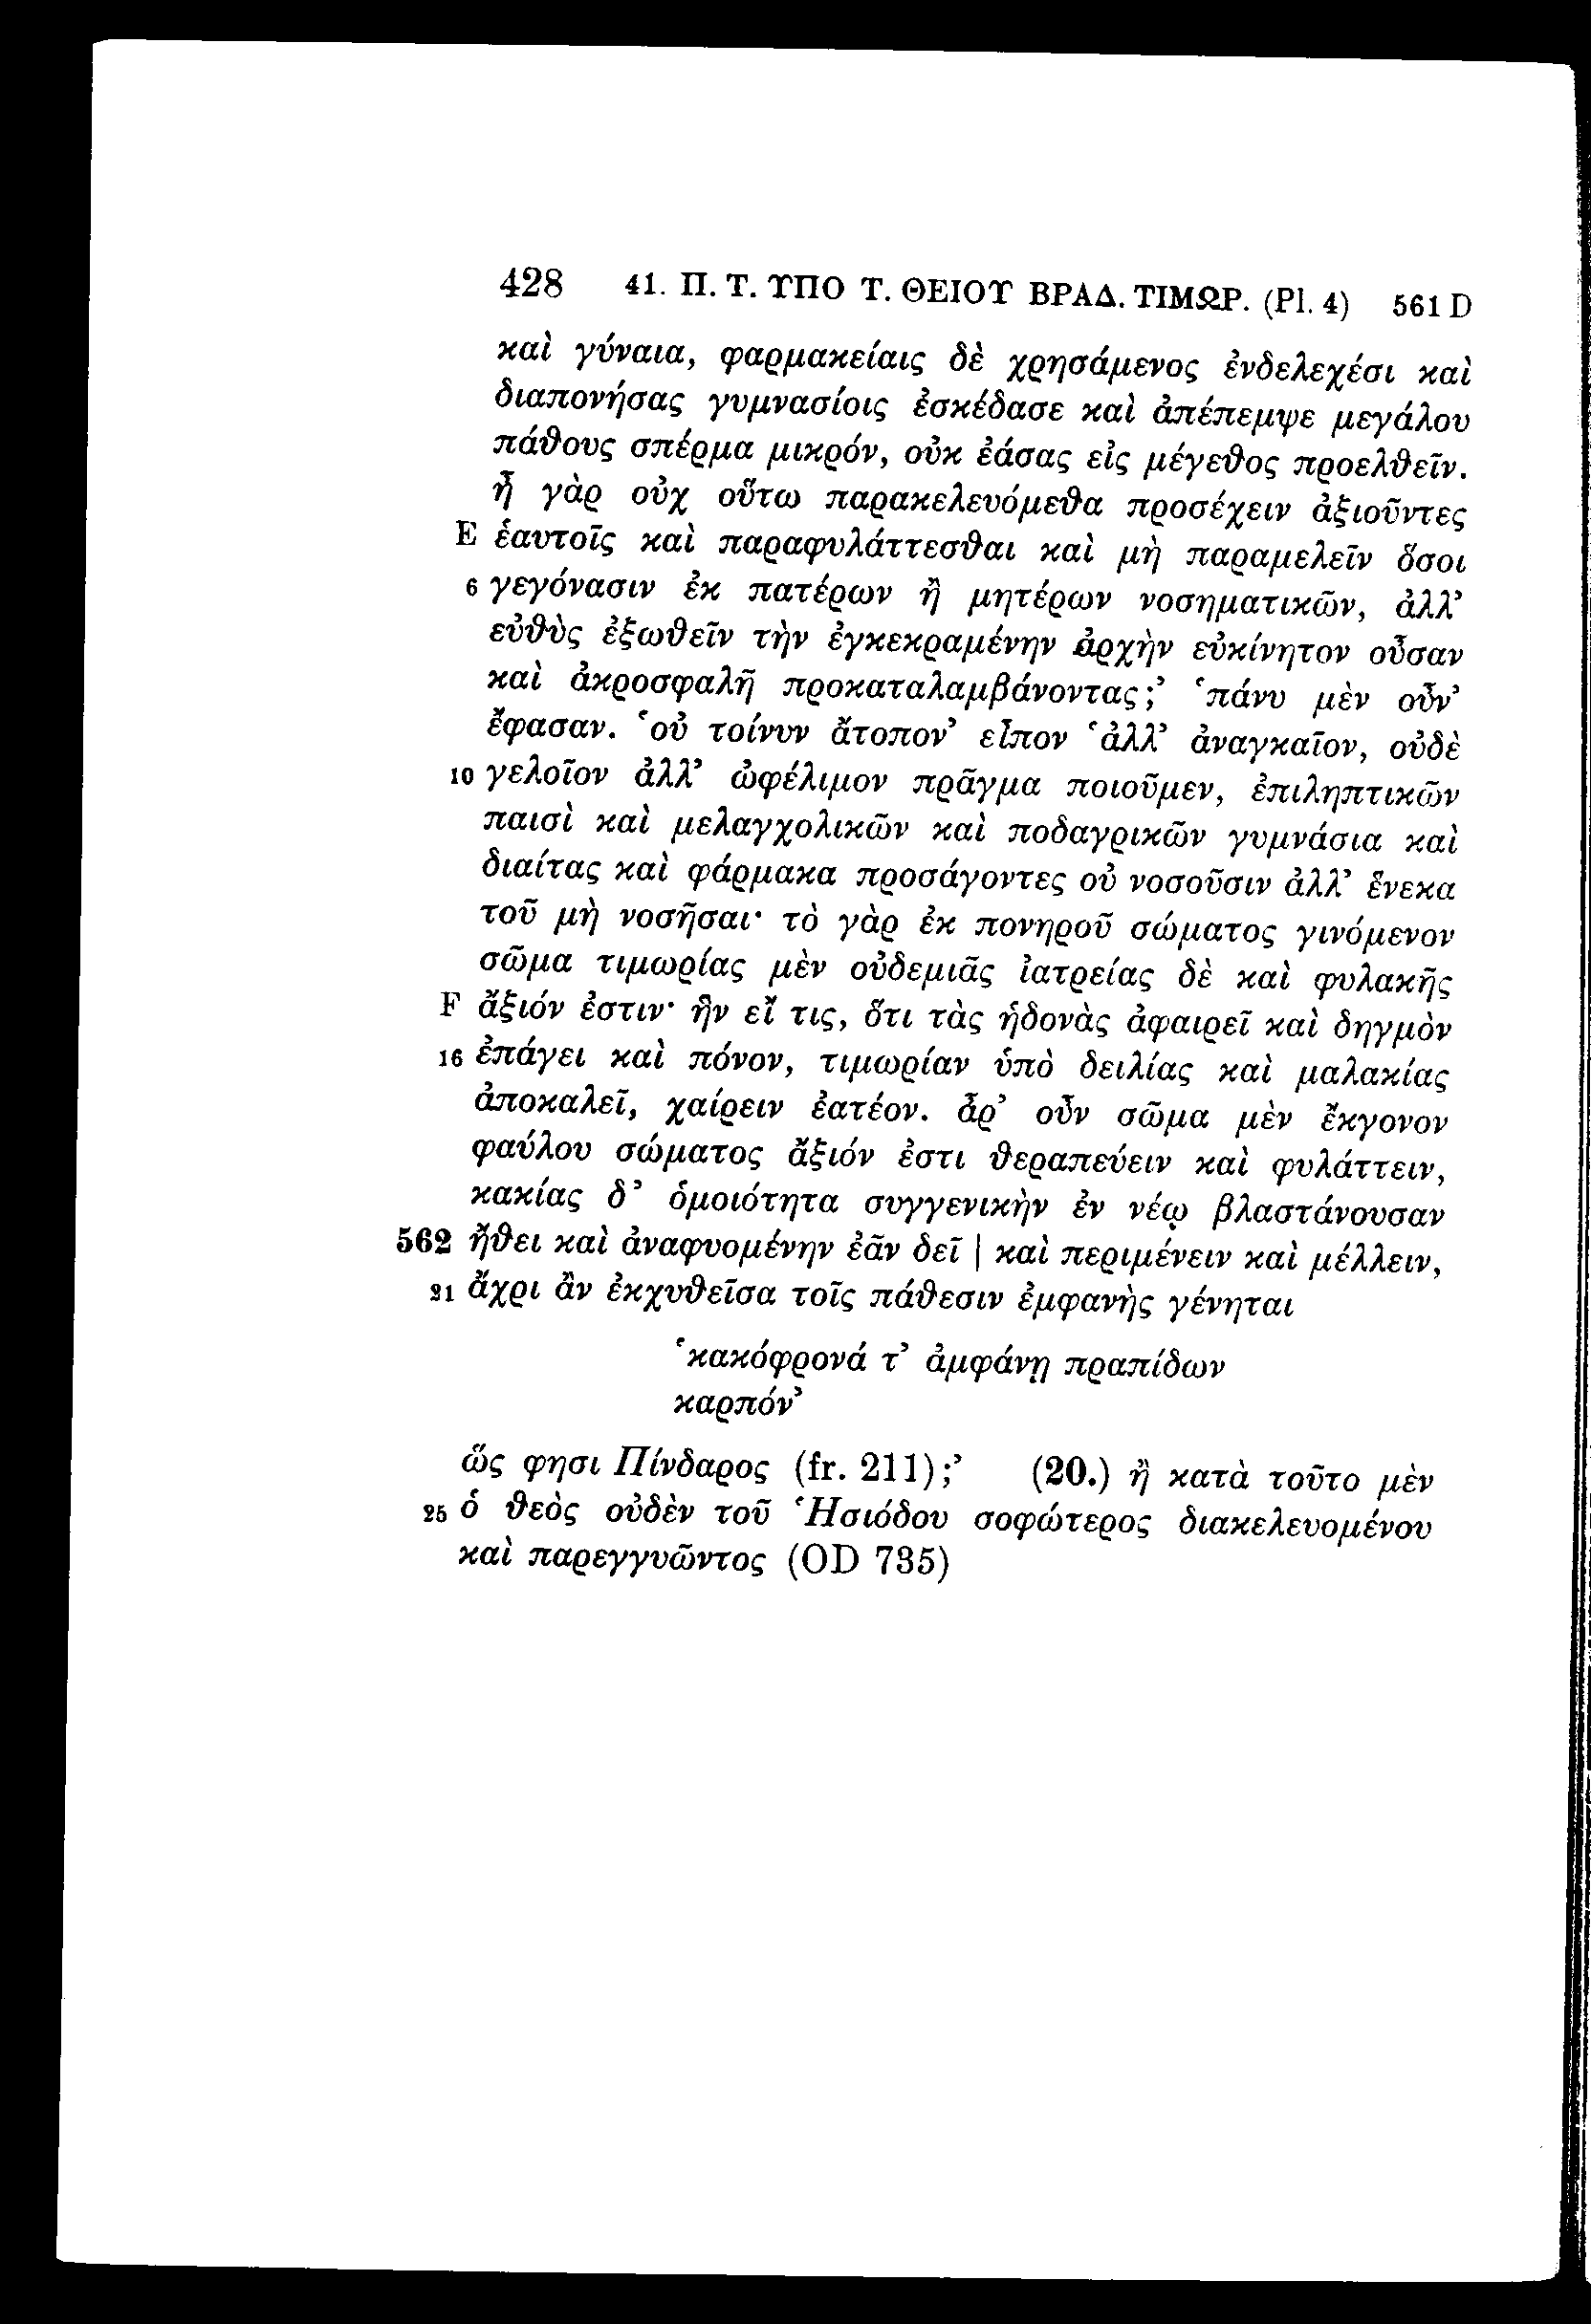 428 41. Π. Τ. ΥΠΟ Τ. ΘΕΙΟΥ ΒΡΑΔ. ΤΙΜΩΡ. (Pl. 4) 561 D
καὶ γύναια, φαρμακείαις δὲ χρησάμενος ἐνδελεχέσι καὶ
διαπονήσας γυμνασίοις ἐσκέδασε καὶ ἀπέπεμψε μεγάλου
πάθους σπέρμα μικρόν, οὐκ ἐάσας εἰς μέγεθος προελθεῖν.
ἦ γὰρ οὐχ οὕτω παρακελευόμεθα προσέχειν ἀξιοῦντες
E ἑαυτοῖς καὶ παραφυλάττεσθαι καὶ μὴ παραμελεῖν ὅσοι
6 γεγόνασιν ἐκ πατέρων ἢ μητέρων νοσηματικῶν, ἀλλ’
εὐθὺς ἐξωθεῖν τὴν ἐγκεκραμένην ἀρχὴν εὐκίνητον οὖσαν
καὶ ἀκροσφαλῆ προκαταλαμβάνοντας;’ ‘πάνυ μὲν οὖν’
ἔφασαν. ‘οὐ τοίνυν ἄτοπον’ εἶπον ‘ἀλλ’ ἀναγκαῖον, οὐδὲ
10 γελοῖον ἀλλ’ ὠφέλιμον πρᾶγμα ποιοῦμεν, ἐπιληπτικῶν
παισὶ καὶ μελαγχολικῶν καὶ ποδαγρικῶν γυμνάσια καὶ
διαίτας καὶ φάρμακα προσάγοντες οὐ νοσοῦσιν ἀλλ’ ἕνεκα
τοῦ μὴ νοσῆσαι· τὸ γὰρ ἐκ πονηροῦ σώματος γινόμενον
σῶμα τιμωρίας μὲν οὐδεμιᾶς ἰατρείας δὲ καὶ φυλακῆς
F ἄξιόν ἐστιν· ἣν εἴ τις, ὅτι τὰς ἡδονὰς ἀφαιρεῖ καὶ δηγμὸν
16 ἐπάγει καὶ πόνον, τιμωρίαν ὑπὸ δειλίας καὶ μαλακίας
ἀποκαλεῖ, χαίρειν ἐατέον. ἆρ’ οὖν σῶμα μὲν ἔκγονον
φαύλου σώματος ἄξιόν ἐστι θεραπεύειν καὶ φυλάττειν,
κακίας δ’ ὁμοιότητα συγγενικὴν ἐν νέῳ βλαστάνουσαν
562 ἤθει καὶ ἀναφυομένην ἐᾶν δεῖ | καὶ περιμένειν καὶ μέλλειν,
21 ἄχρι ἂν ἐκχυθεῖσα τοῖς πάθεσιν ἐμφανὴς γένηται
‘κακόφρονά τ’ ἀμφάνῃ πραπίδων
καρπόν’
ὥς φησι Πίνδαρος (fr. 211);’ (20.) ἢ κατὰ τοῦτο μὲν
25 ὁ θεὸς οὐδὲν τοῦ Ἡσιόδου σοφώτερος διακελευομένου
καὶ παρεγγυῶντος (OD 735)